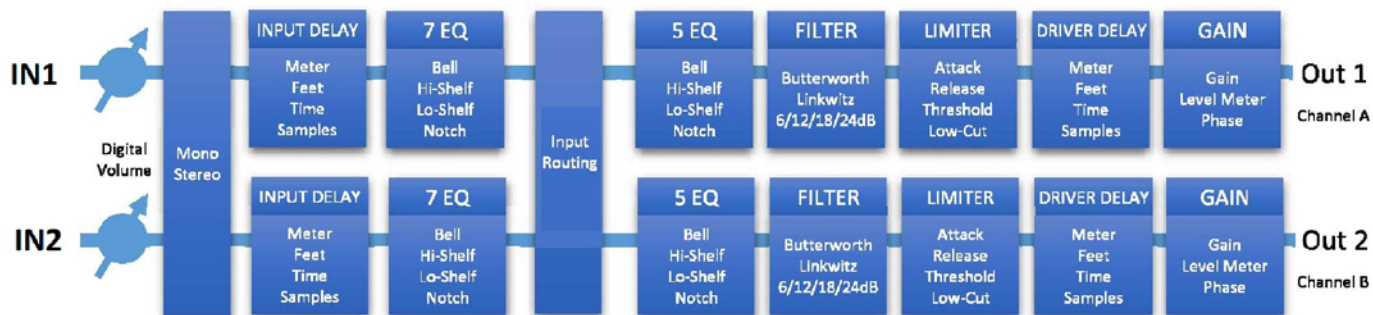 IN1
Digital
Volume
IN2
Mono
Stereo
INPUT DELAY
Meter
Feet
Time
Samples
7 EQ
Bell
Hi-Shelf
Lo-Shelf
Notch
INPUT DELAY
Meter
Feet
Time
Samples
7 EQ
Bell
Hi-Shelf
Lo-Shelf
Notch
Input
Routing
5 EQ
Bell
Hi-Shelf
Lo-Shelf
Notch
FILTER
Butterworth
Linkwitz
6/12/18/24dB
LIMITER
Attack
Release
Threshold
Low-Cut
DRIVER DELAY
Meter
Feet
Time
Samples
GAIN
Gain
Level Meter
Phase
Out 1
Channel A
5 EQ
Bell
Hi-Shelf
Lo-Shelf
Notch
FILTER
Butterworth
Linkwitz
6/12/18/24dB
LIMITER
Attack
Release
Threshold
Low-Cut
DRIVER DELAY
Meter
Feet
Time
Samples
GAIN
Gain
Level Meter
Phase
Out 2
Channel B